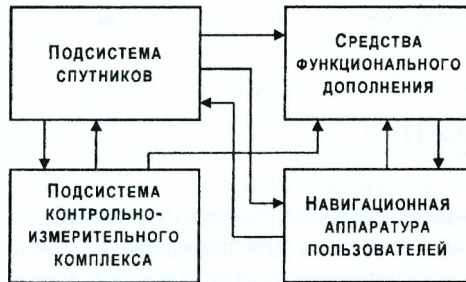 ПОДСИСТЕМА
СПУТНИКОВ
СРЕДСТВА
ФУНКЦИОНАЛЬНОГО
ДОПОЛНЕНИЯ
ПОДСИСТЕМА
КОНТРОЛЬНО-
ИЗМЕРИТЕЛЬНОГО
КОМПЛЕКСА
НАВИГАЦИОННАЯ
АППАРАТУРА
ПОЛЬЗОВАТЕЛЕЙ